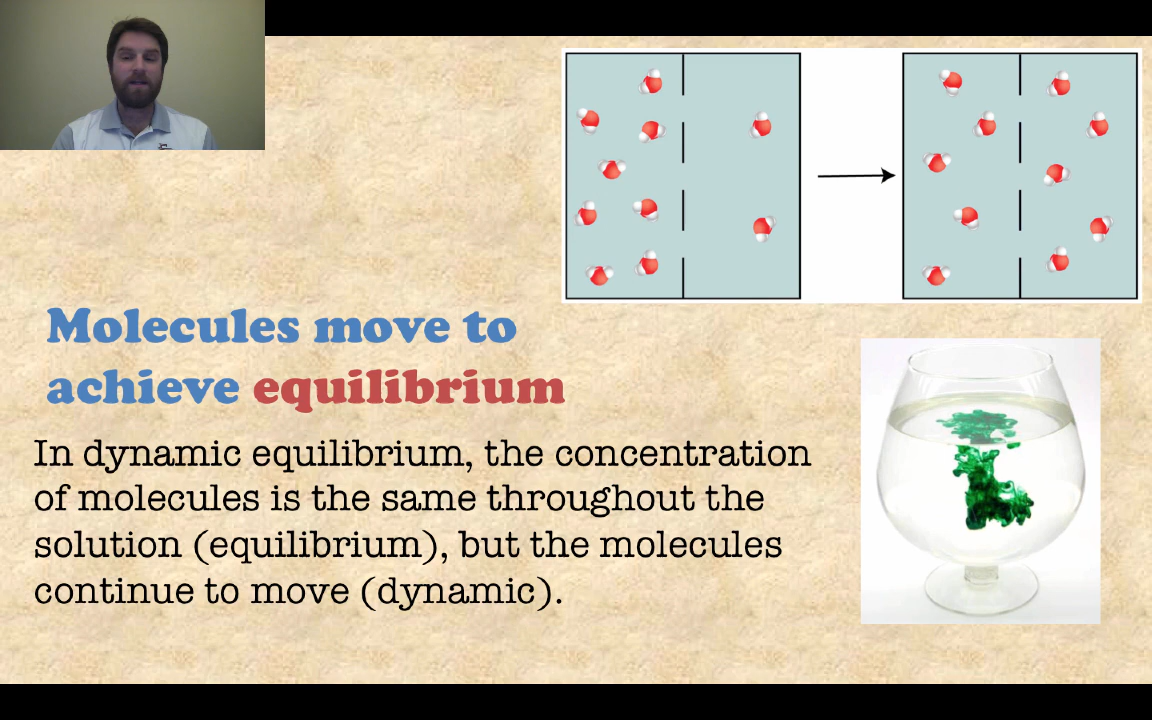 Molecules move to
achieve equilibrium
In dynamic equilibrium, the concentration
of molecules is the same throughout the
solution (equilibrium), but the molecules
continue to move (dynamic).